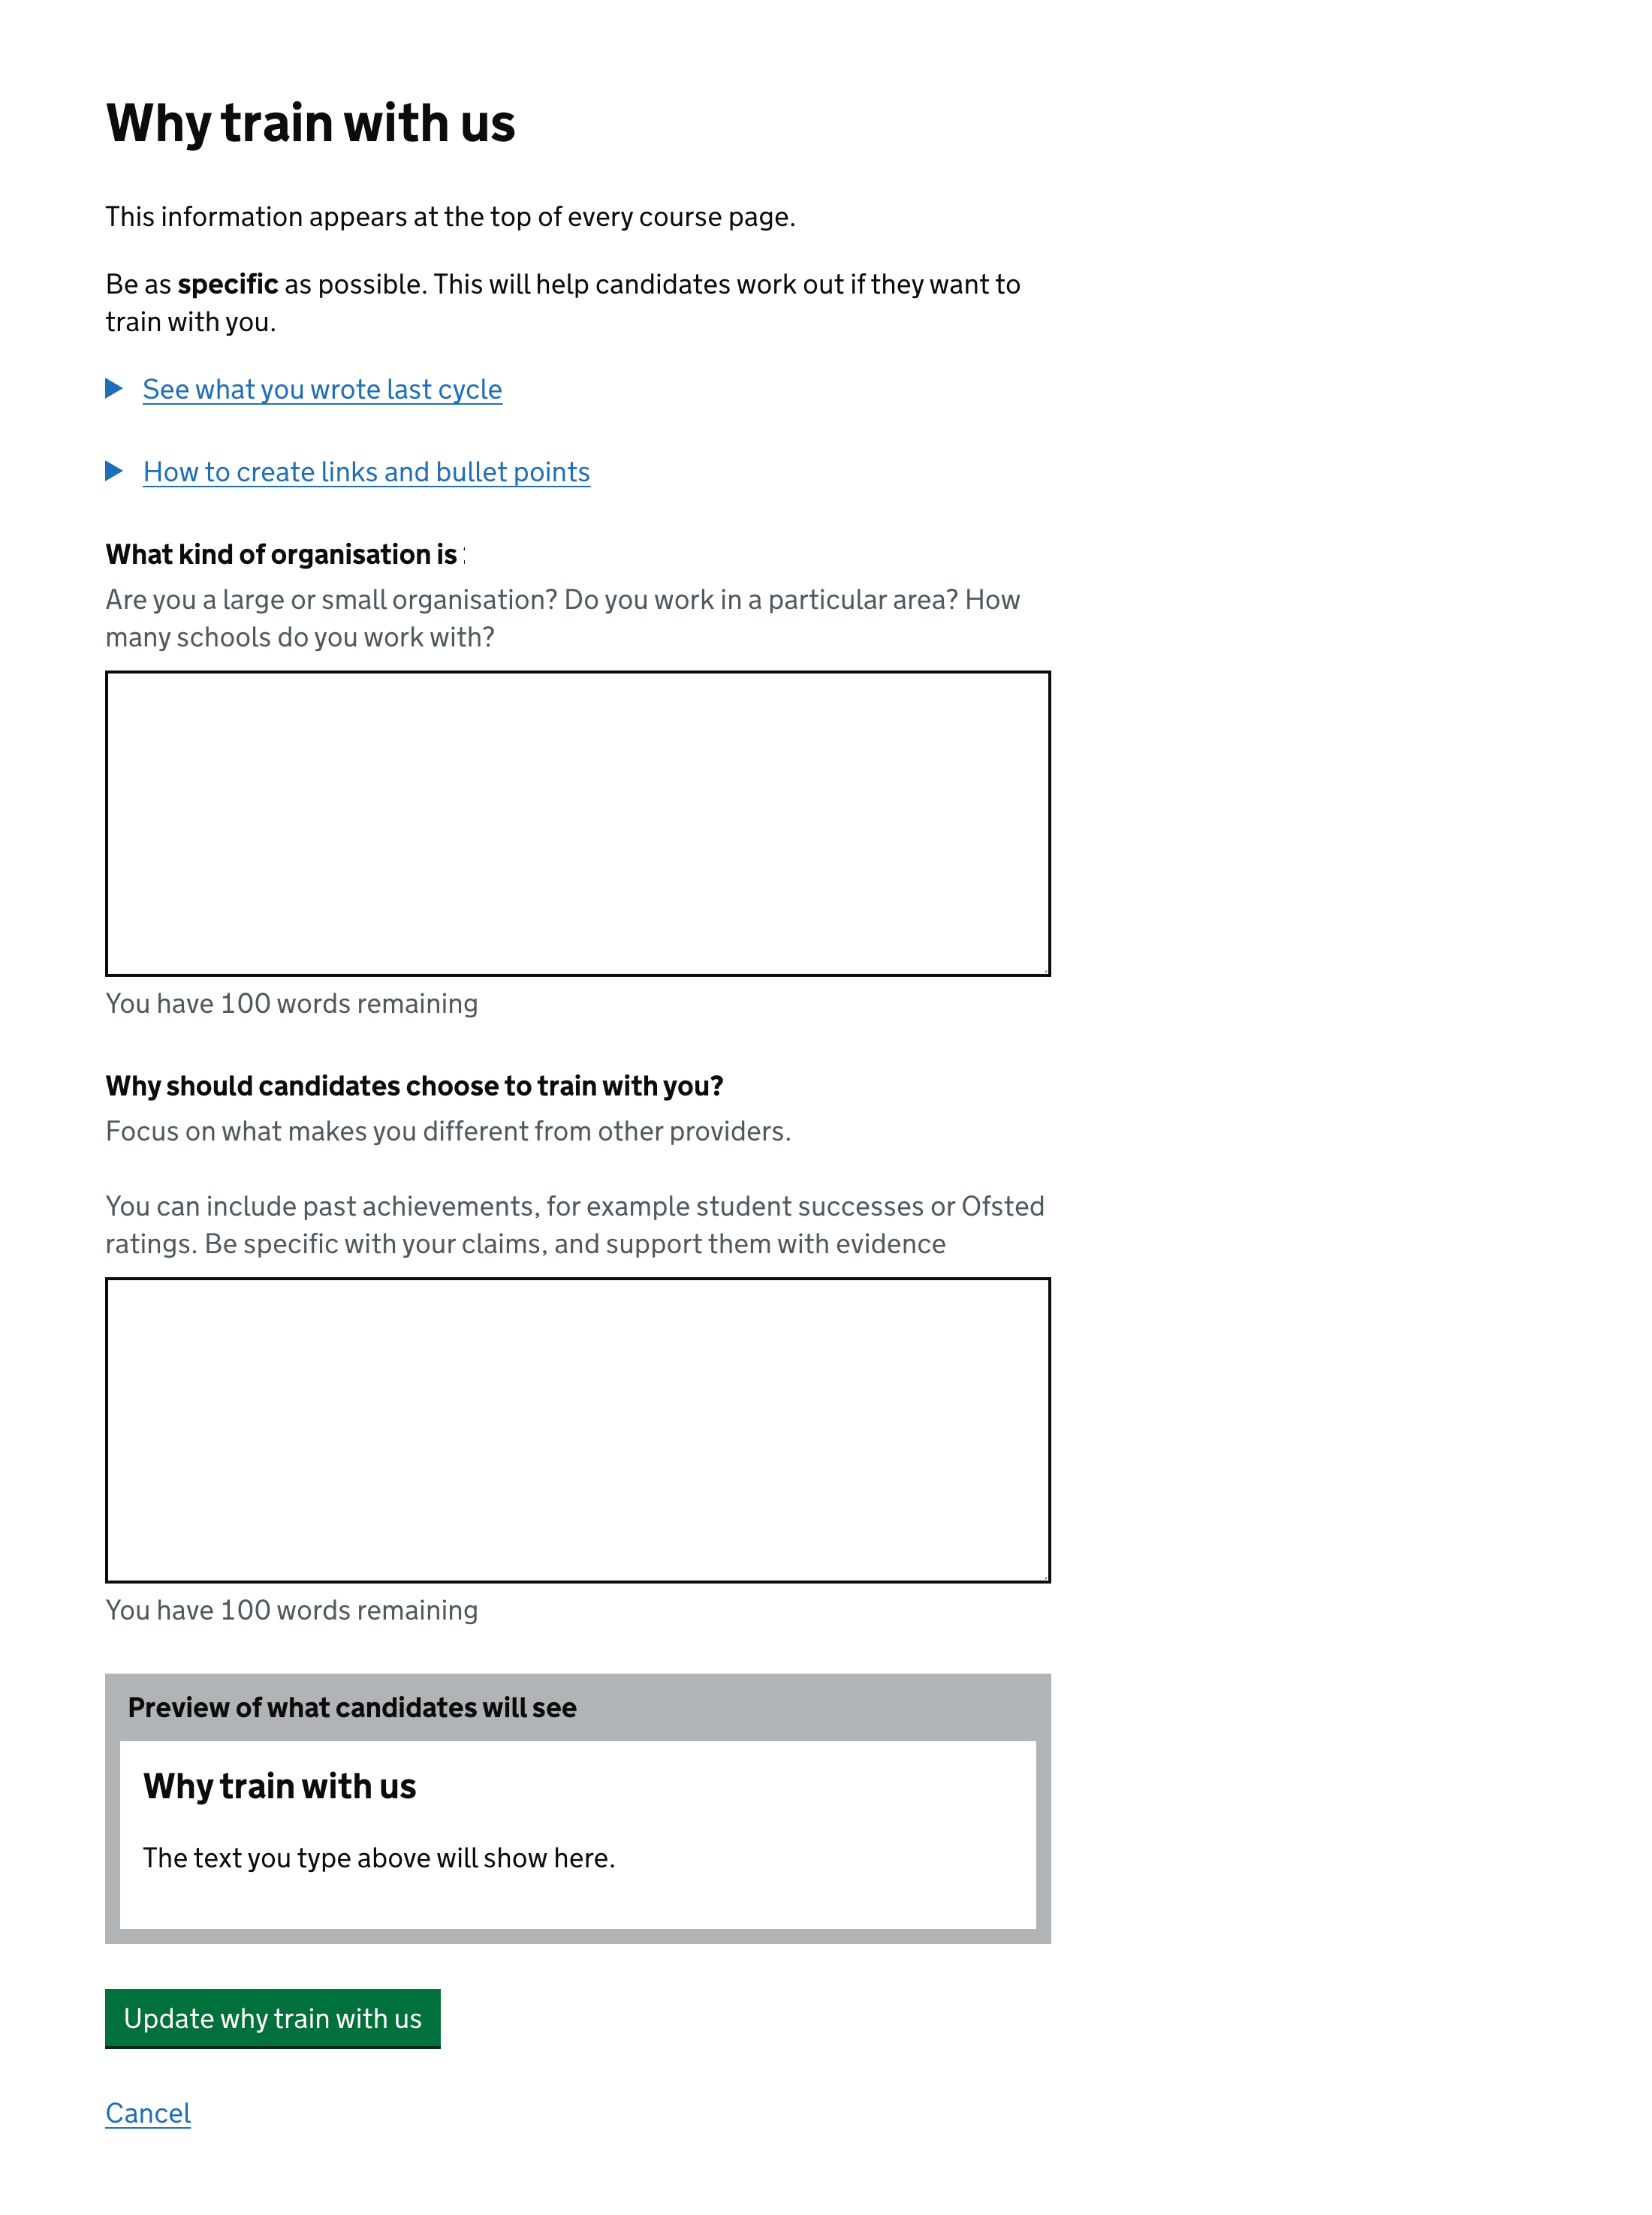 Why train with us
This information appears at the top of every course page.
Be as specific as possible. This will help candidates work out if they want to
train with you.
See what you wrote last cycle
How to create links and bullet points
What kind of organisation is
Are you a large or small organisation? Do you work in a particular area? How
many schools do you work with?
You have 100 words remaining
Why should candidates choose to train with you?
Focus on what makes you different from other providers.
You can include past achievements, for example student successes or Ofsted
ratings. Be specific with your claims, and support them with evidence
You have 100 words remaining
Preview of what candidates will see
Why train with us
The text you type above will show here.
Update why train with us
Cancel